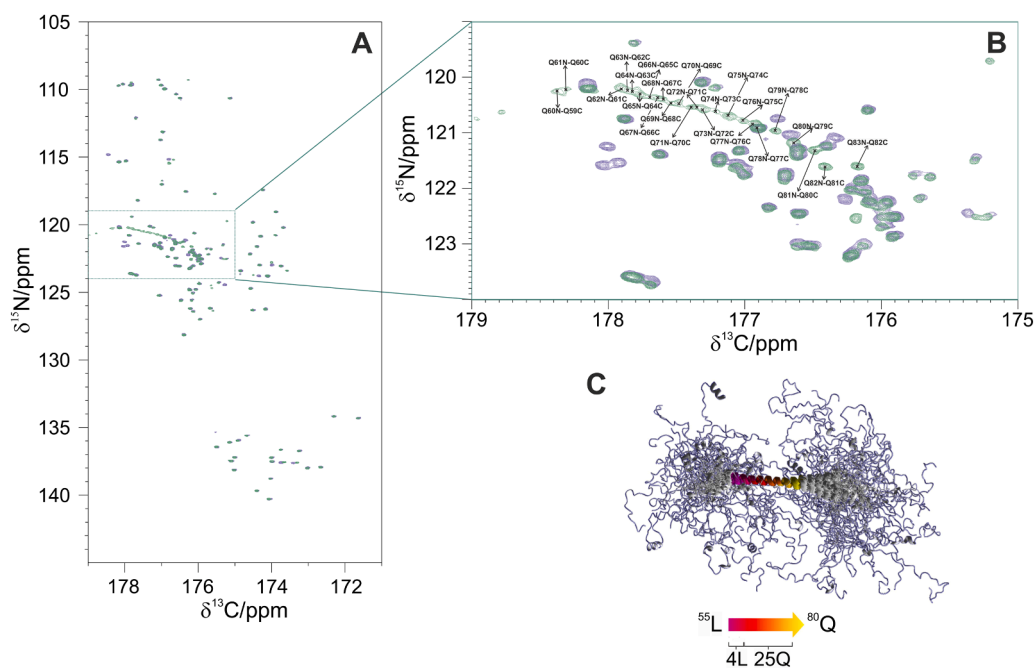 A
105
110
115
120
125
130
135
140
δ¹⁵N/ppm
178 176 174 172
δ¹³C/ppm
B
120
121
122
123
δ¹⁵N/ppm
Q63N-Q62C
Q61N-Q60C Q66N-Q65C Q70N-Q69C
Q64N-Q63C Q68N-Q67C Q75N-Q74C
Q72N-Q71C Q79N-Q78C
Q60N-Q59C Q62N-Q61C Q74N-Q73C Q76N-Q75C
Q65N-Q64C
Q69N-Q68C Q80N-Q79C
Q67N-Q66C Q73N-Q72C Q83N-Q82C
Q71N-Q70C Q77N-Q76C
Q78N-Q77C
Q82N-Q81C
Q81N-Q80C
179 178 177 176 175
δ¹³C/ppm
C
⁵⁵L ⁸⁰Q
4L 25Q